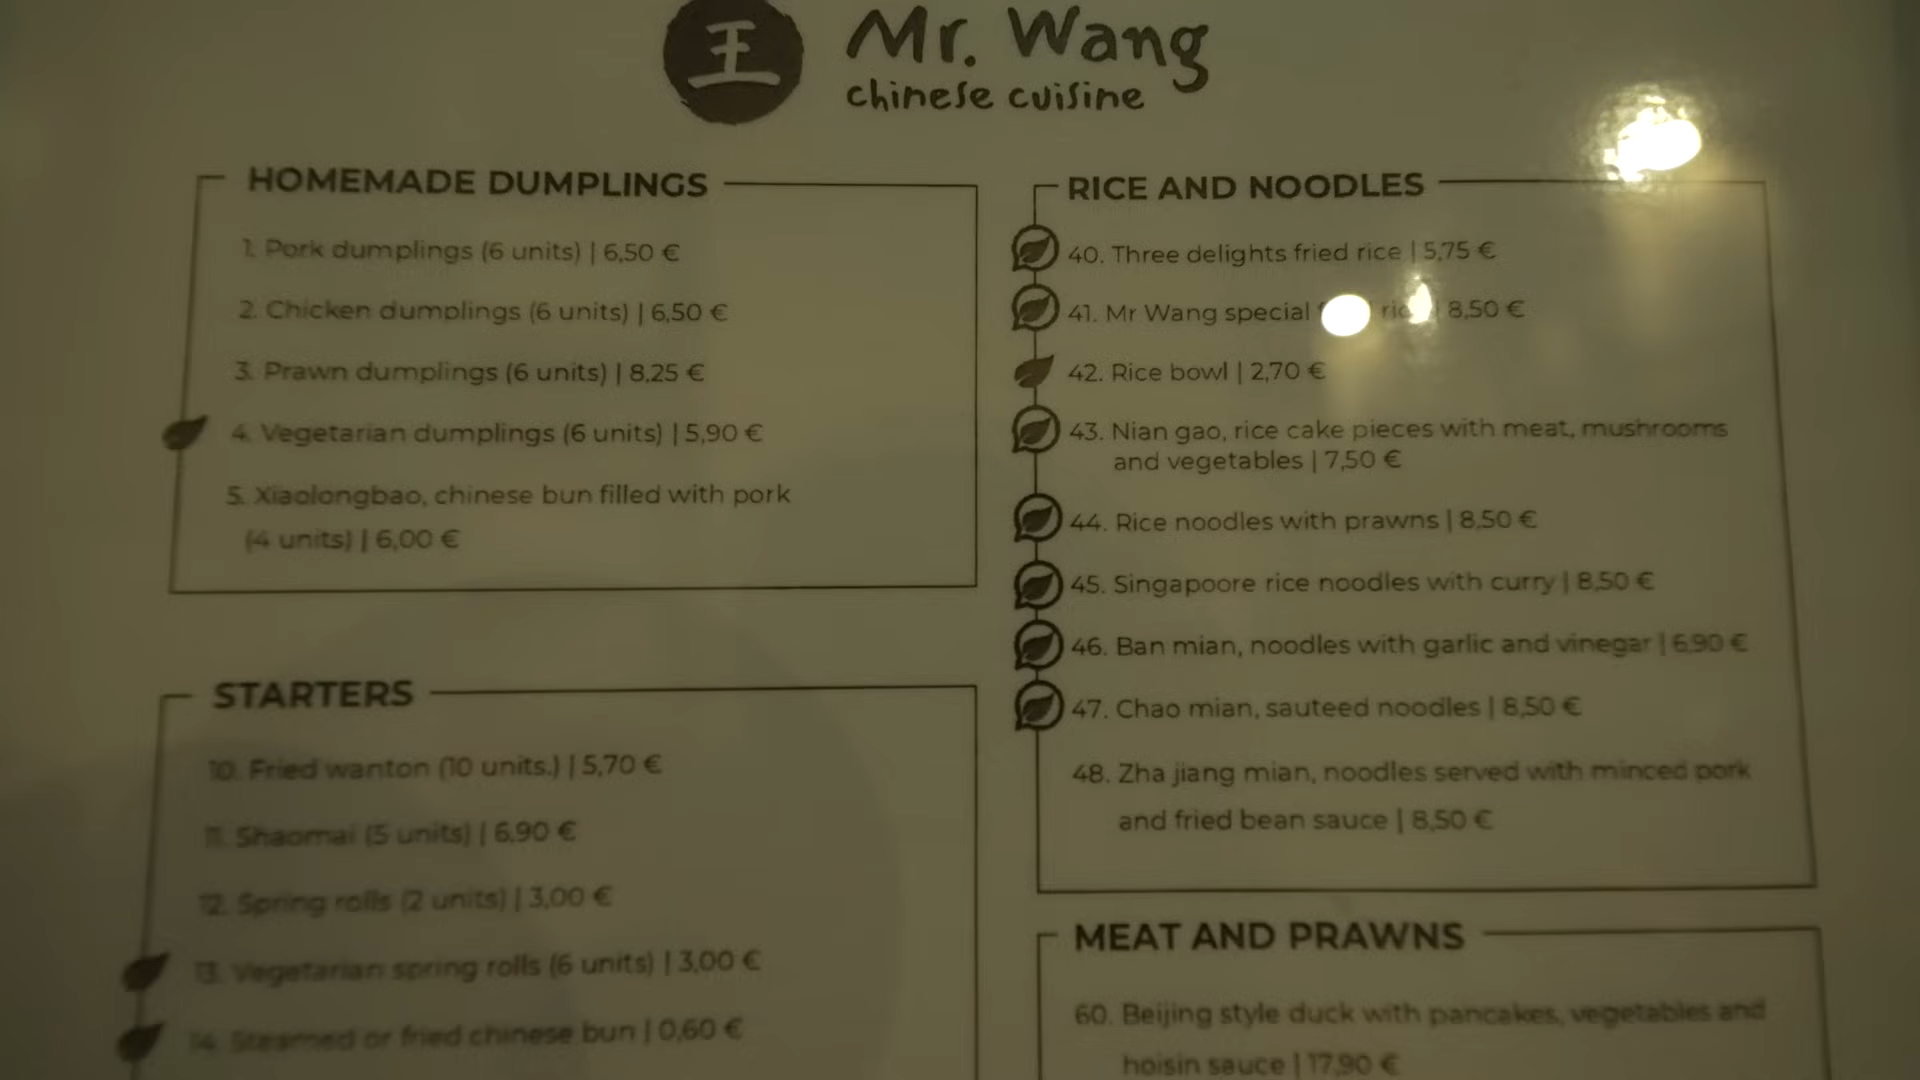 王
Mr. Wang
chinese cuisine
HOMEMADE DUMPLINGS
1. Pork dumplings (6 units) | 6,50 €
2. Chicken dumplings (6 units) | 6,50 €
3. Prawn dumplings (6 units) | 8,25 €
4. Vegetarian dumplings (6 units) | 5,90 €
5. Xiaolongbao, chinese bun filled with pork
(4 units) | 6,00 €
STARTERS
10. Fried wanton (10 units.) | 5,70 €
11. Shaomai (5 units) | 6,90 €
12. Spring rolls (2 units) | 3,00 €
13. Vegetarian spring rolls (6 units) | 3,00 €
14. Steamed or fried chinese bun | 0,60 €
RICE AND NOODLES
40. Three delights fried rice | 5,75 €
41. Mr Wang special | 8,50 €
42. Rice bowl | 2,70 €
43. Nian gao, rice cake pieces with meat, mushrooms
and vegetables | 7,50 €
44. Rice noodles with prawns | 8,50 €
45. Singapoore rice noodles with curry | 8,50 €
46. Ban mian, noodles with garlic and vinegar | 6,90 €
47. Chao mian, sauteed noodles | 8,50 €
48. Zha jiang mian, noodles served with minced pork
and fried bean sauce | 8,50 €
MEAT AND PRAWNS
60. Beijing style duck with pancakes, vegetables and
hoisin sauce | 17,90 €